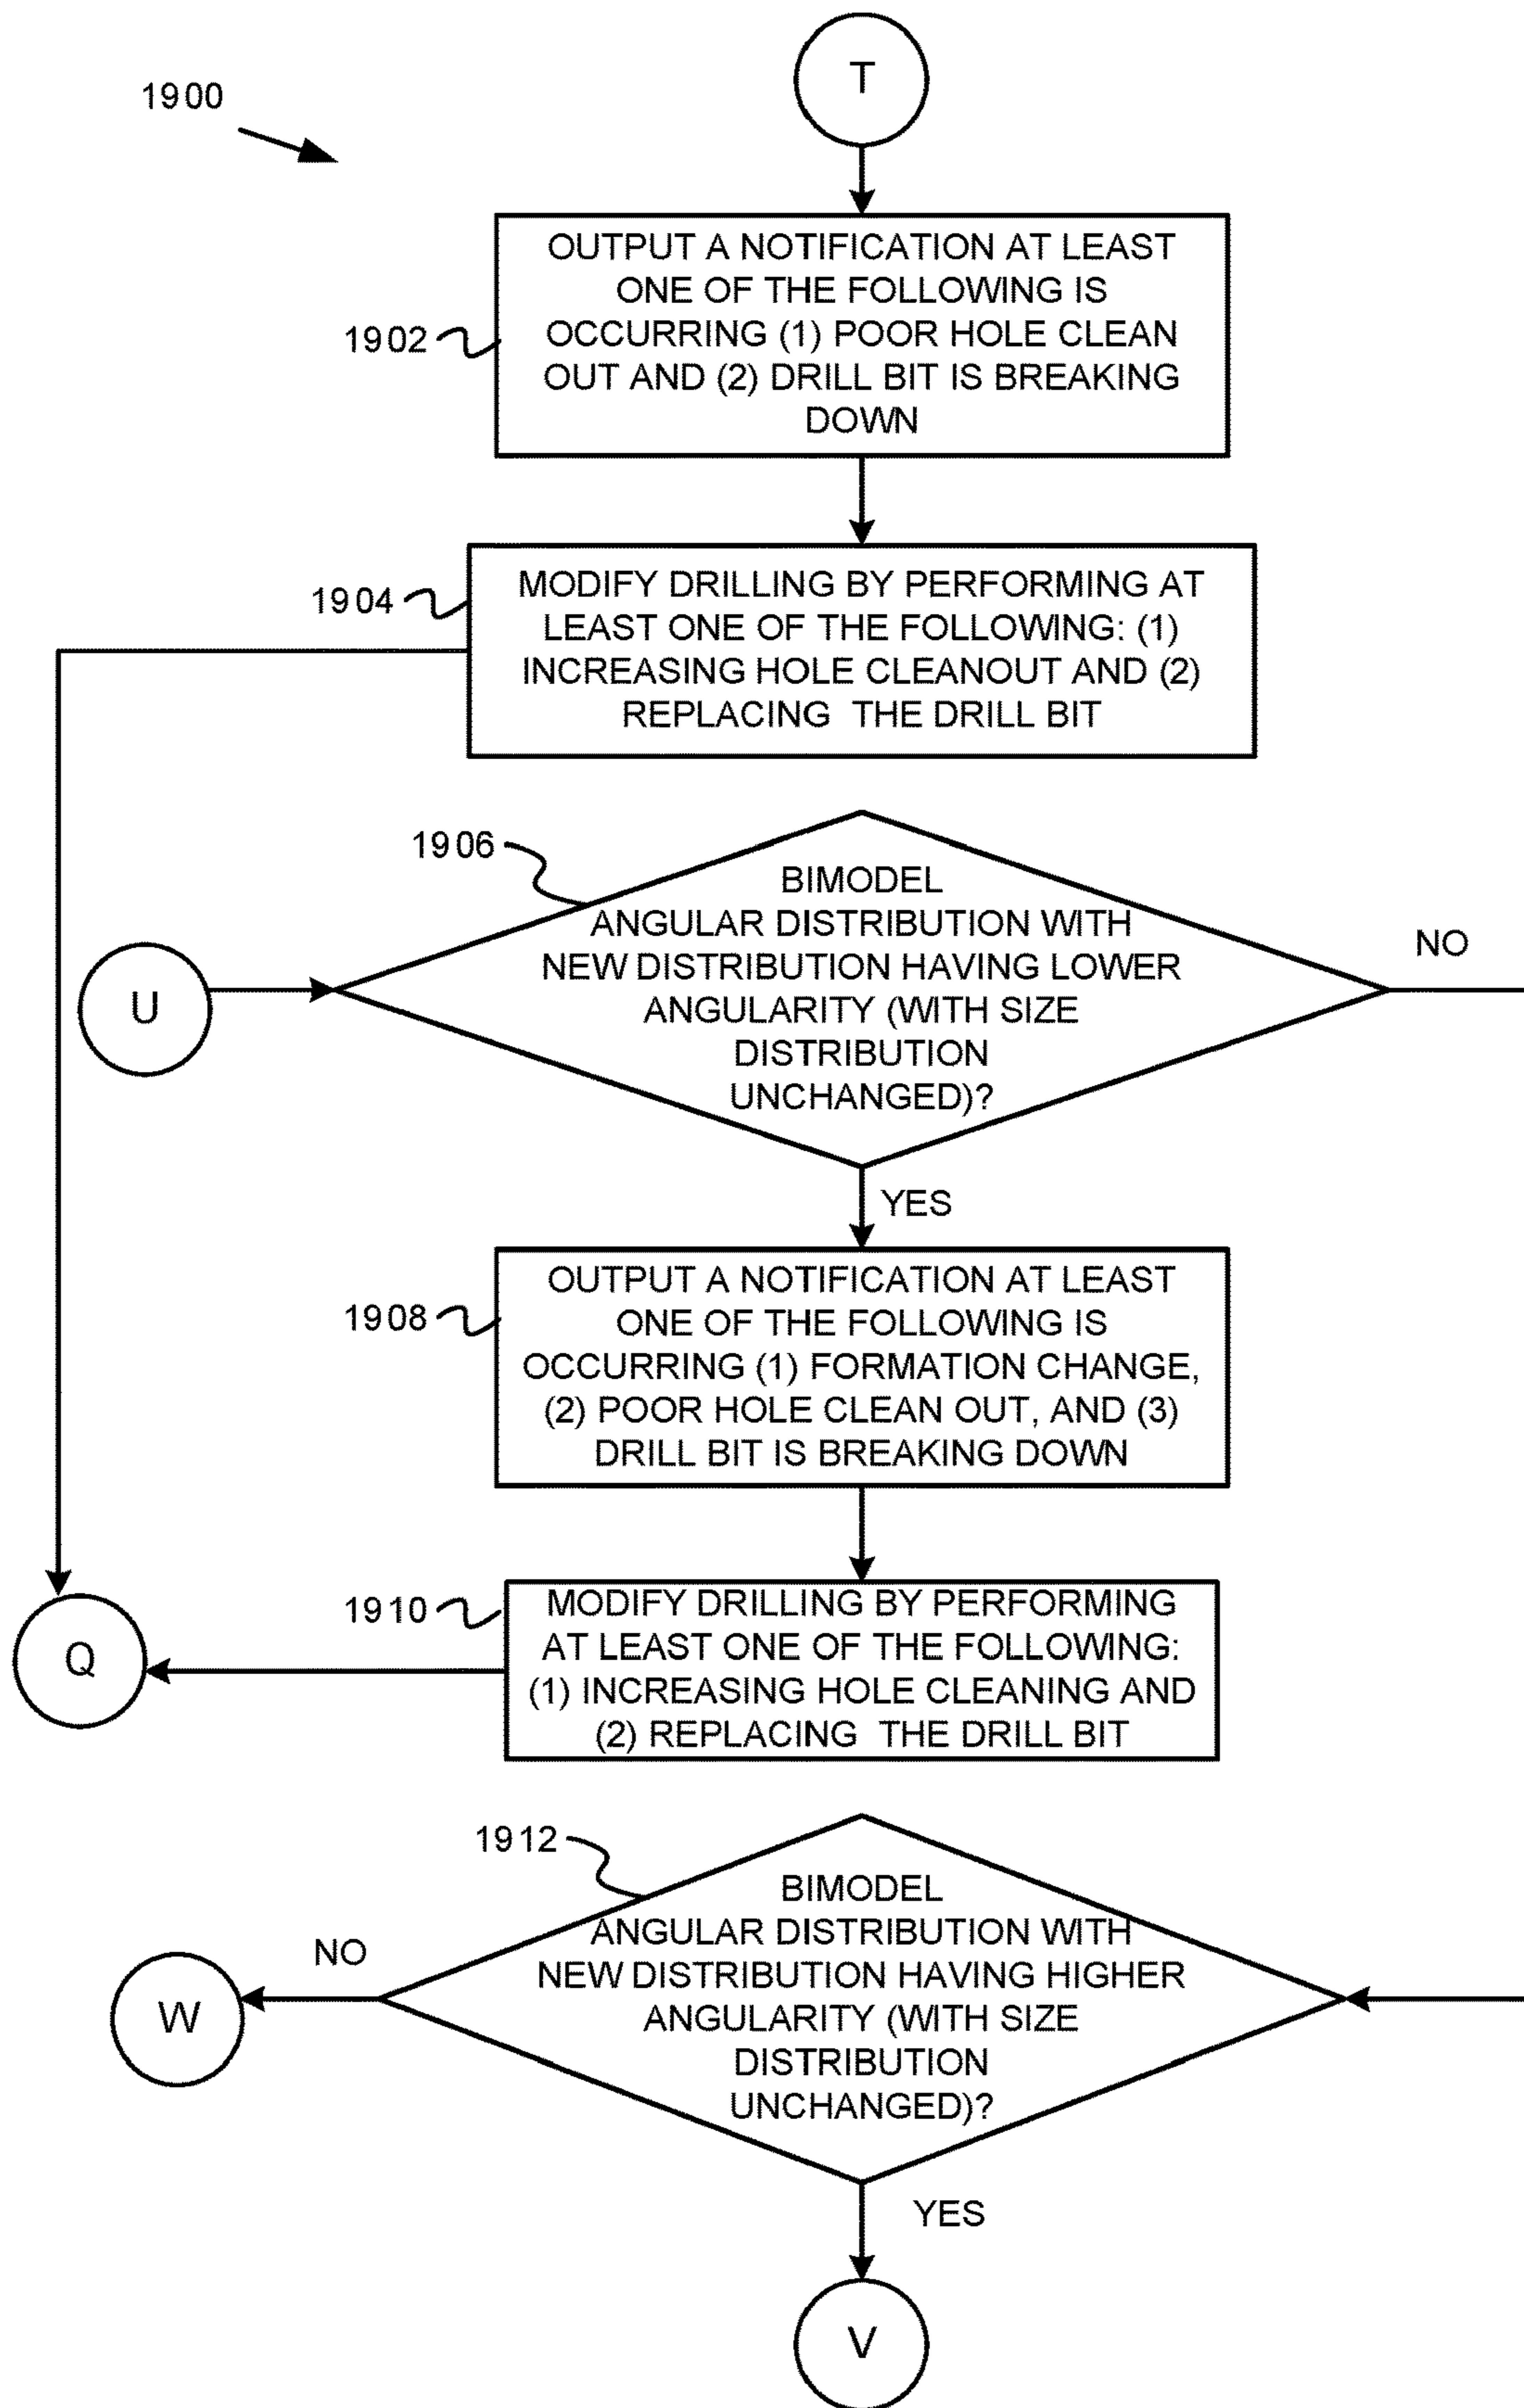 T
1900
OUTPUT A NOTIFICATION AT LEAST
ONE OF THE FOLLOWING IS
OCCURRING (1) POOR HOLE CLEAN
OUT AND (2) DRILL BIT IS BREAKING
DOWN
1902
MODIFY DRILLING BY PERFORMING AT
LEAST ONE OF THE FOLLOWING: (1)
INCREASING HOLE CLEANOUT AND (2)
REPLACING THE DRILL BIT
1904
1906
BIMODEL
ANGULAR DISTRIBUTION WITH
NEW DISTRIBUTION HAVING LOWER
ANGULARITY (WITH SIZE
DISTRIBUTION
UNCHANGED)?
NO
U
YES
OUTPUT A NOTIFICATION AT LEAST
ONE OF THE FOLLOWING IS
OCCURRING (1) FORMATION CHANGE,
(2) POOR HOLE CLEAN OUT, AND (3)
DRILL BIT IS BREAKING DOWN
1908
MODIFY DRILLING BY PERFORMING
AT LEAST ONE OF THE FOLLOWING:
(1) INCREASING HOLE CLEANING AND
(2) REPLACING THE DRILL BIT
1910
Q
1912
BIMODEL
ANGULAR DISTRIBUTION WITH
NEW DISTRIBUTION HAVING HIGHER
ANGULARITY (WITH SIZE
DISTRIBUTION
UNCHANGED)?
NO
W
YES
V